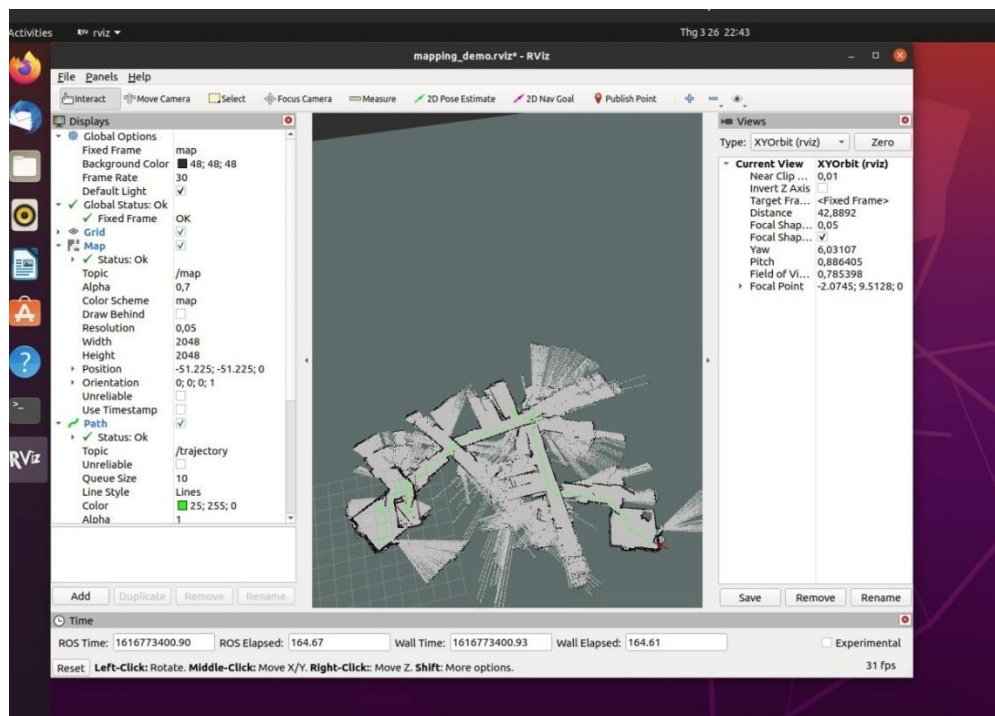 Activities
RViz rviz
Thg 3 26 22:43
mapping_demo.rviz* - RViz
File Panels Help
Interact Move Camera Select Focus Camera Measure 2D Pose Estimate 2D Nav Goal Publish Point
Displays
Global Options
Fixed Frame map
Background Color 48; 48; 48
Frame Rate 30
Default Light
Global Status: Ok
Fixed Frame OK
Grid
Map
Status: Ok
Topic /map
Alpha 0,7
Color Scheme map
Draw Behind
Resolution 0,05
Width 2048
Height 2048
Position -51.225; -51.225; 0
Orientation 0; 0; 0; 1
Unreliable
Use Timestamp
Path
Status: Ok
Topic /trajectory
Unreliable
Queue Size 10
Line Style Lines
Color 25; 255; 0
Alpha 1
Add Duplicate Remove Rename
Views
Type: XYOrbit (rviz) Zero
Current View XYOrbit (rviz)
Near Clip ... 0,01
Invert Z Axis
Target Fra... <Fixed Frame>
Distance 42,8892
Focal Shap... 0,05
Focal Shap...
Yaw 6,03107
Pitch 0,886405
Field of Vi... 0,785398
Focal Point -2.0745; 9.5128; 0
Save Remove Rename
RViz
Time
ROS Time: 1616773400.90 ROS Elapsed: 164.67 Wall Time: 1616773400.93 Wall Elapsed: 164.61 Experimental
Reset Left-Click: Rotate. Middle-Click: Move X/Y. Right-Click:: Move Z. Shift: More options. 31 fps